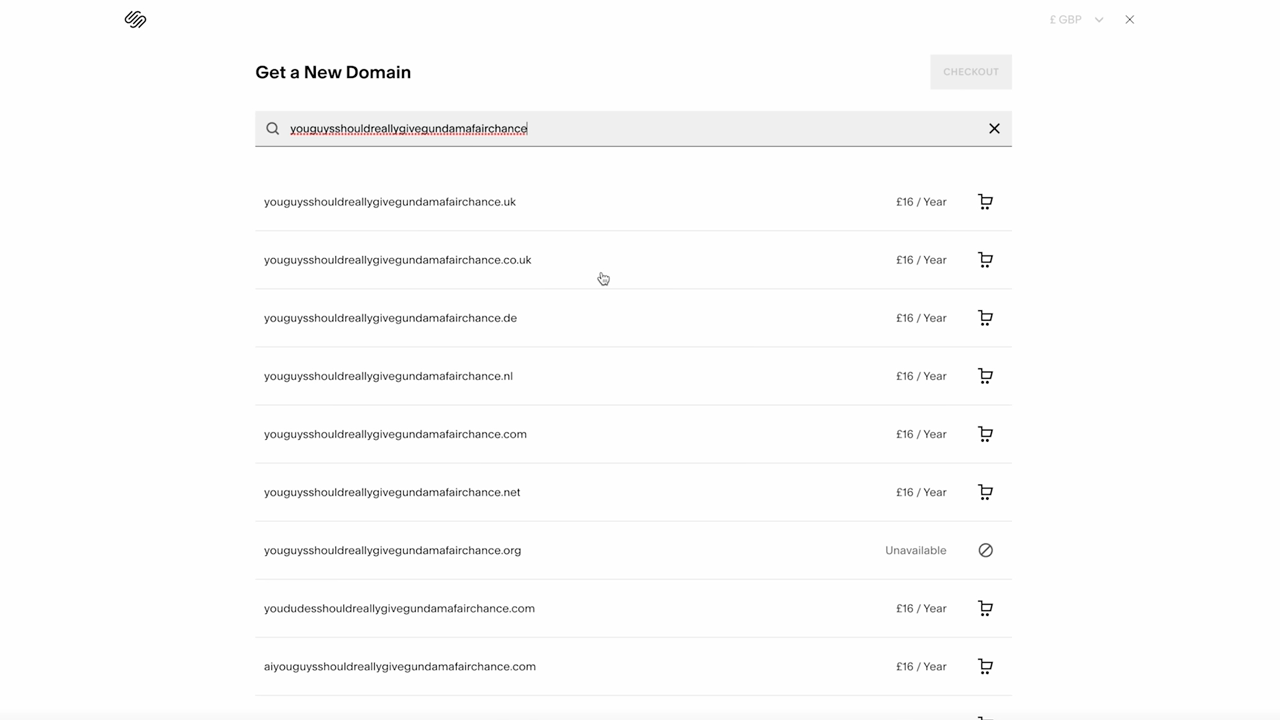 £ GBP
Get a New Domain
CHECKOUT
youguysshouldreallygivegundamafairchance
youguysshouldreallygivegundamafairchance.uk £16 / Year
youguysshouldreallygivegundamafairchance.co.uk £16 / Year
youguysshouldreallygivegundamafairchance.de £16 / Year
youguysshouldreallygivegundamafairchance.nl £16 / Year
youguysshouldreallygivegundamafairchance.com £16 / Year
youguysshouldreallygivegundamafairchance.net £16 / Year
youguysshouldreallygivegundamafairchance.org Unavailable
yoududesshouldreallygivegundamafairchance.com £16 / Year
aiyouguysshouldreallygivegundamafairchance.com £16 / Year